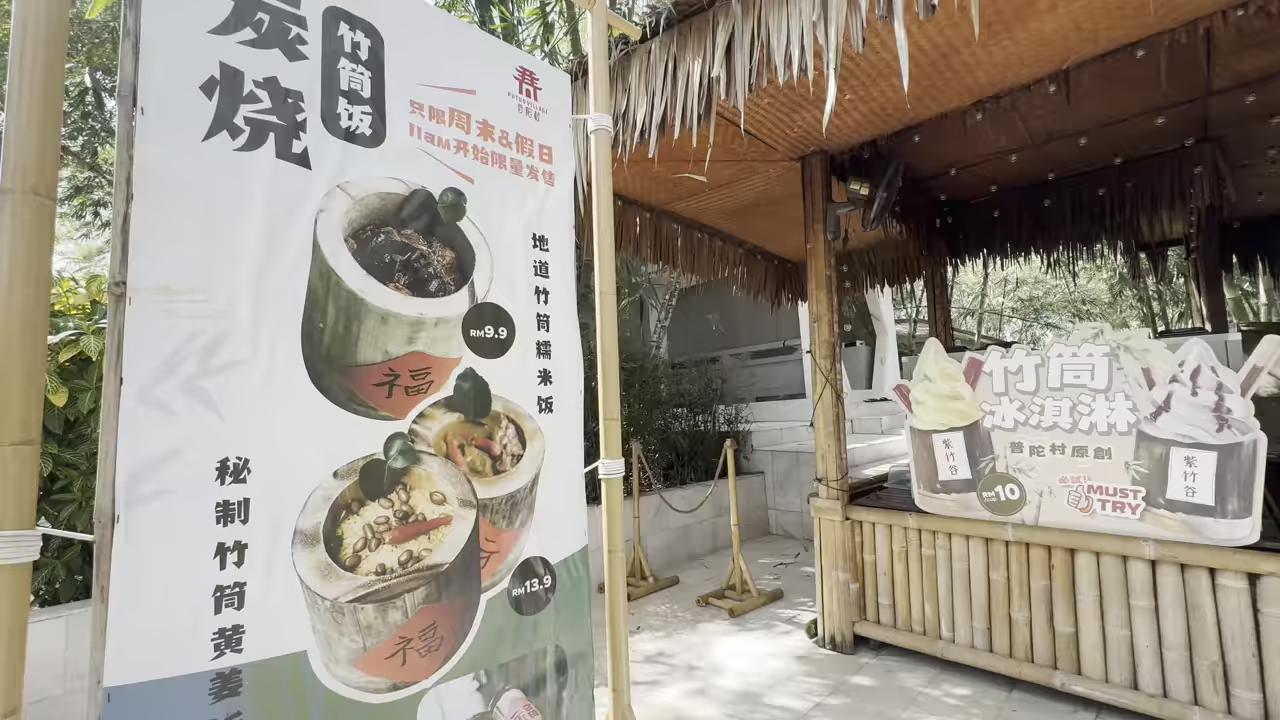 炭烧
竹筒饭
PUTUOVILLAGE
普陀村
只限周末&假日
11am开始限量发售
地道竹筒糯米饭
RM9.9
福
秘制竹筒黄姜
RM13.9
福
竹筒
冰淇淋
普陀村原創
紫竹谷
RM10
必試!
MUST
TRY
紫竹谷